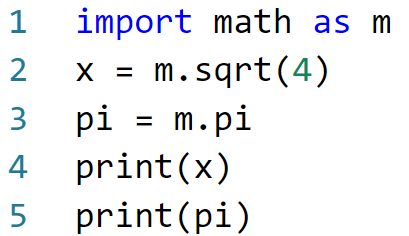 1 import math as m
2 x = m.sqrt(4)
3 pi = m.pi
4 print(x)
5 print(pi)